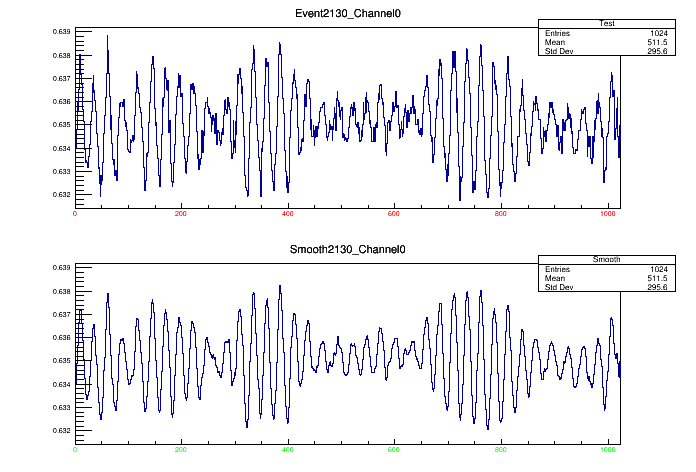 Event2130_Channel0
Test
Entries 1024
Mean 511.5
Std Dev 295.6
0.639
0.638
0.637
0.636
0.635
0.634
0.633
0.632
0 200 400 600 800 1000
Smooth2130_Channel0
Smooth
Entries 1024
Mean 511.5
Std Dev 295.6
0.639
0.638
0.637
0.636
0.635
0.634
0.633
0.632
0 200 400 600 800 1000